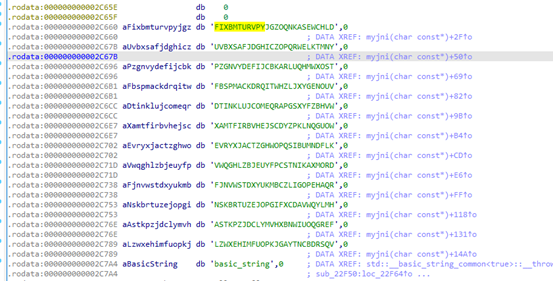 .rodata:000000000002C65E db 0
.rodata:000000000002C65F db 0
.rodata:000000000002C660 aFixbmturvpyjgz db 'FIXBMTURVPYJGZOQNKASEWCHLD',0
.rodata:000000000002C660 ; DATA XREF: myjni(char const*)+2F↑o
.rodata:000000000002C67B aUvbxsafjdghicz db 'UVBXSAFJDGHICZOPQRWELKTMNY',0
.rodata:000000000002C67B ; DATA XREF: myjni(char const*)+50↑o
.rodata:000000000002C696 aPzgnvydefijcbk db 'PZGNVYDEFIJCBKARLUQHMWXOST',0
.rodata:000000000002C696 ; DATA XREF: myjni(char const*)+69↑o
.rodata:000000000002C6B1 aFbspmackdrqitw db 'FBSPMACKDRQITWHZLJXYGENOUV',0
.rodata:000000000002C6B1 ; DATA XREF: myjni(char const*)+82↑o
.rodata:000000000002C6CC aDtinklujcomeqr db 'DTINKLUJCOMEQRAPGSXYFZBHVW',0
.rodata:000000000002C6CC ; DATA XREF: myjni(char const*)+9B↑o
.rodata:000000000002C6E7 aXamtfirbvhejsc db 'XAMTFIRBVHEJSCDYZPKLNQGUOW',0
.rodata:000000000002C6E7 ; DATA XREF: myjni(char const*)+B4↑o
.rodata:000000000002C702 aEvryxjactzghwo db 'EVRYXJACTZGHWOPQSIBUMNDFLK',0
.rodata:000000000002C702 ; DATA XREF: myjni(char const*)+CD↑o
.rodata:000000000002C71D aVwqghlzbjeuyfp db 'VWQGHLZBJEUYFPCSTNIKAXMORD',0
.rodata:000000000002C71D ; DATA XREF: myjni(char const*)+E6↑o
.rodata:000000000002C738 aFjnvwstdxyukmb db 'FJNVWSTDXYUKMBCZLIGOPEHAQR',0
.rodata:000000000002C738 ; DATA XREF: myjni(char const*)+FF↑o
.rodata:000000000002C753 aNskbrtuzejopgi db 'NSKBRTUZEJOPGIFXCDAVWQYLMH',0
.rodata:000000000002C753 ; DATA XREF: myjni(char const*)+118↑o
.rodata:000000000002C76E aAstkpzjdclymvh db 'ASTKPZJDCLYMVHXBNWIUOQGREF',0
.rodata:000000000002C76E ; DATA XREF: myjni(char const*)+131↑o
.rodata:000000000002C789 aLzwxehimfuopkj db 'LZWXEHIMFUOPKJGAYTNCBDRSQV',0
.rodata:000000000002C789 ; DATA XREF: myjni(char const*)+14A↑o
.rodata:000000000002C7A4 aBasicString db 'basic_string',0
.rodata:000000000002C7A4 ; DATA XREF: std::__basic_string_common<true>::__throw
.rodata:000000000002C7A4 ; sub_22F50:loc_22F64↑o ...